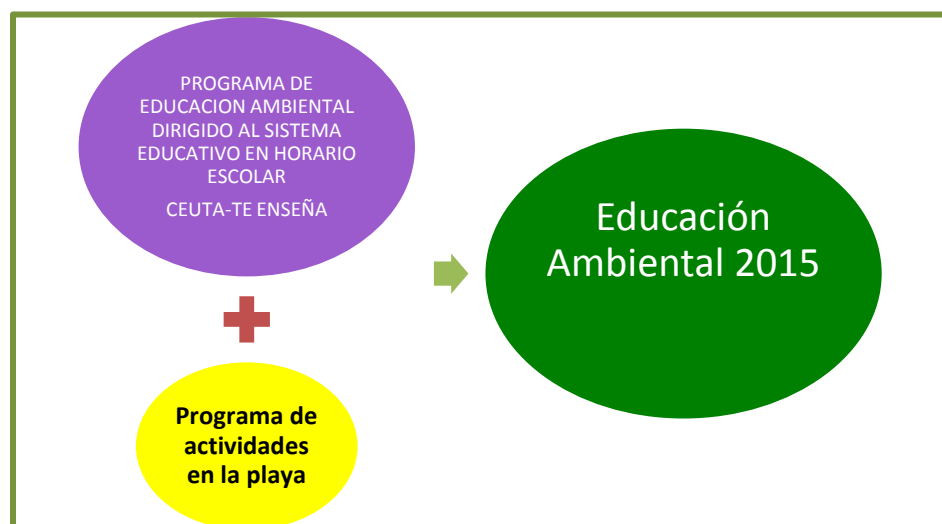 PROGRAMA DE
EDUCACION AMBIENTAL
DIRIGIDO AL SISTEMA
EDUCATIVO EN HORARIO
ESCOLAR
CEUTA-TE ENSEÑA
Programa de
actividades
en la playa
Educación
Ambiental 2015